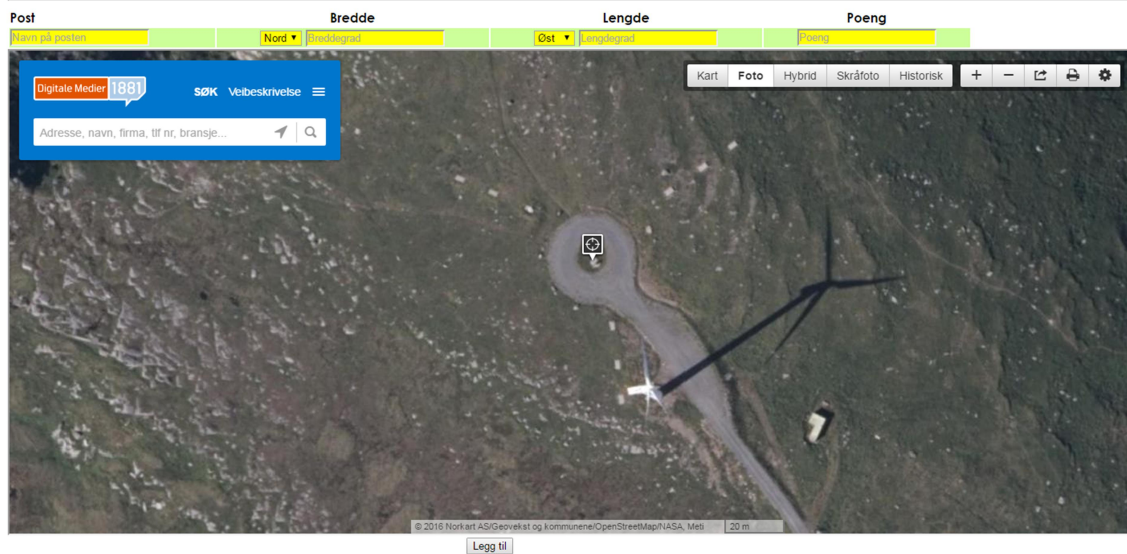 Post Bredde Lengde Poeng
Navn på posten Nord Breddegrad Øst Lengdegrad Poeng
Digitale Medier 1881 SØK Veibeskrivelse
Kart Foto Hybrid Skråfoto Historisk
Adresse, navn, firma, tlf nr, bransje...
© 2016 Norkart AS/Geovekst og kommunene/OpenStreetMap/NASA, Meti 20 m
Legg til